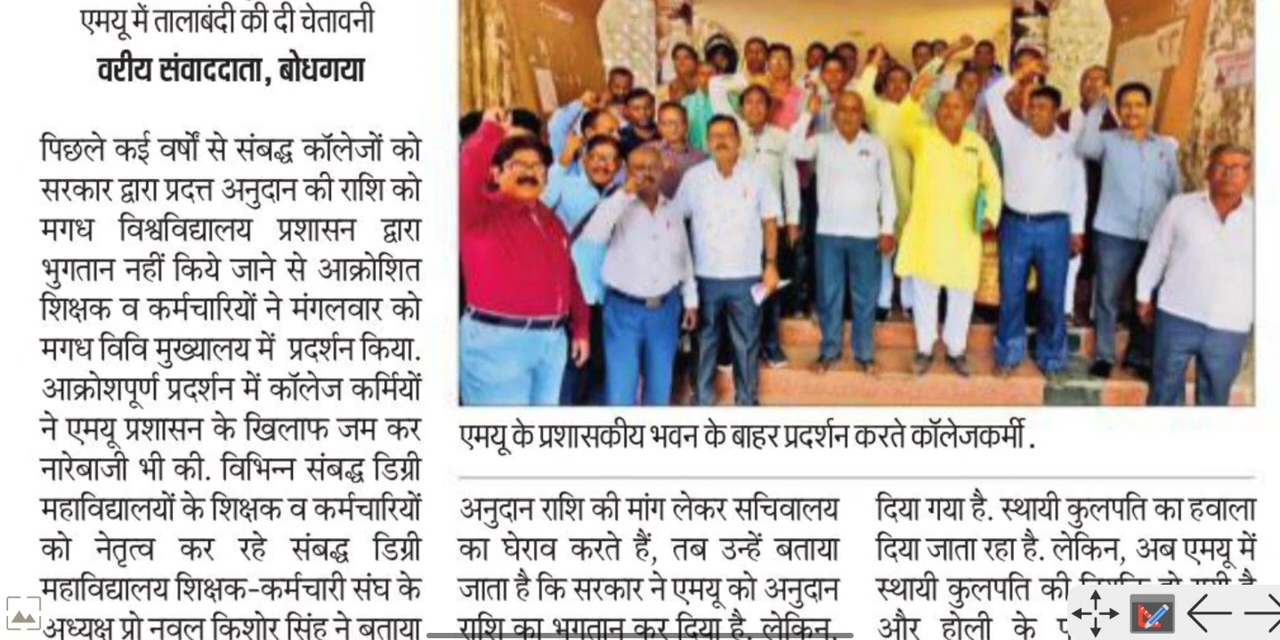 एमयू में तालाबंदी की दी चेतावनी
वरीय संवाददाता, बोधगया
पिछले कई वर्षों से संबद्ध कॉलेजों को
सरकार द्वारा प्रदत्त अनुदान की राशि को
मगध विश्वविद्यालय प्रशासन द्वारा
भुगतान नहीं किये जाने से आक्रोशित
शिक्षक व कर्मचारियों ने मंगलवार को
मगध विवि मुख्यालय में प्रदर्शन किया.
आक्रोशपूर्ण प्रदर्शन में कॉलेज कर्मियों
ने एमयू प्रशासन के खिलाफ जम कर
नारेबाजी भी की. विभिन्न संबद्ध डिग्री
महाविद्यालयों के शिक्षक व कर्मचारियों
को नेतृत्व कर रहे संबद्ध डिग्री
महाविद्यालय शिक्षक-कर्मचारी संघ के
अध्यक्ष प्रो नवल किशोर सिंह ने बताया
एमयू के प्रशासकीय भवन के बाहर प्रदर्शन करते कॉलेजकर्मी .
अनुदान राशि की मांग लेकर सचिवालय
का घेराव करते हैं, तब उन्हें बताया
जाता है कि सरकार ने एमयू को अनुदान
राशि का भुगतान कर दिया है. लेकिन,
दिया गया है. स्थायी कुलपति का हवाला
दिया जाता रहा है. लेकिन, अब एमयू में
स्थायी कुलपति की
और होली के